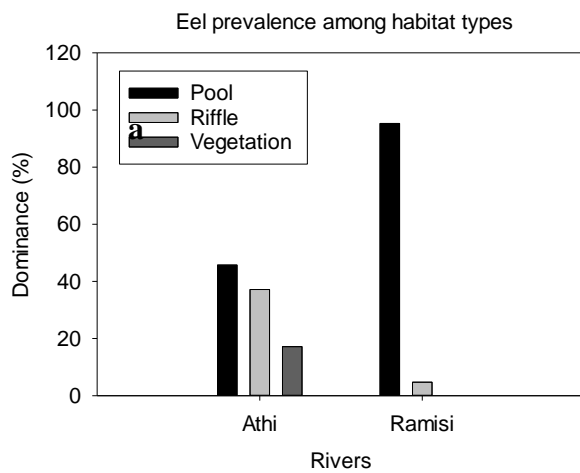 Eel prevalence among habitat types
120
100
80
60
40
20
0
Dominance (%)
Pool
Riffle
a
Vegetation
Athi
Ramisi
Rivers